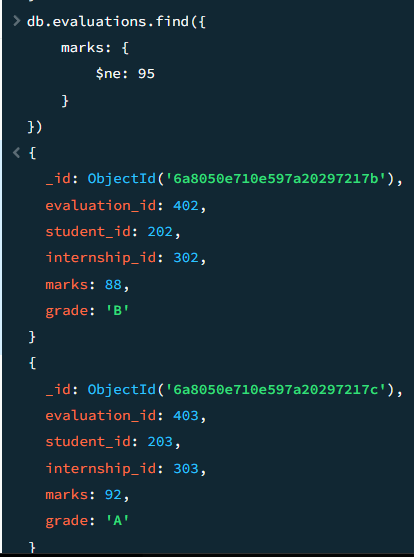 > db.evaluations.find({
marks: {
$ne: 95
}
})
< {
_id: ObjectId('6a8050e710e597a20297217b'),
evaluation_id: 402,
student_id: 202,
internship_id: 302,
marks: 88,
grade: 'B'
}
{
_id: ObjectId('6a8050e710e597a20297217c'),
evaluation_id: 403,
student_id: 203,
internship_id: 303,
marks: 92,
grade: 'A'
}